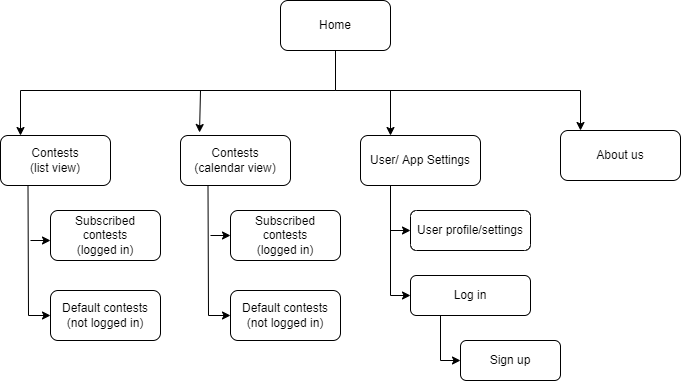 Home
Contests
(list view)
Contests
(calendar view)
User/ App Settings
About us
Subscribed
contests
(logged in)
Subscribed
contests
(logged in)
User profile/settings
Default contests
(not logged in)
Default contests
(not logged in)
Log in
Sign up